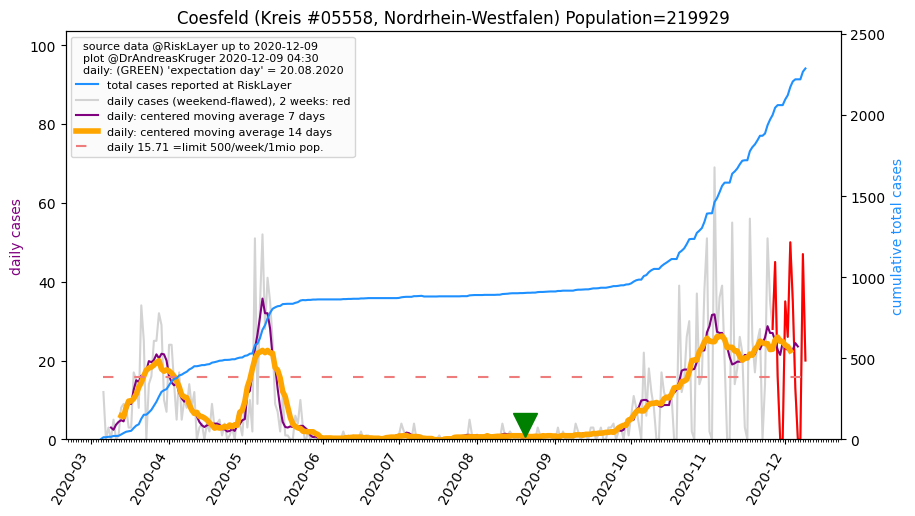 Coesfeld (Kreis #05558, Nordrhein-Westfalen) Population=219929
source data @RiskLayer up to 2020-12-09
plot @DrAndreasKruger 2020-12-09 04:30
daily: (GREEN) 'expectation day' = 20.08.2020
total cases reported at RiskLayer
daily cases (weekend-flawed), 2 weeks: red
daily: centered moving average 7 days
daily: centered moving average 14 days
daily 15.71 =limit 500/week/1mio pop.
daily cases
100
80
60
40
20
0
cumulative total cases
2500
2000
1500
1000
500
0
2020-03
2020-04
2020-05
2020-06
2020-07
2020-08
2020-09
2020-10
2020-11
2020-12